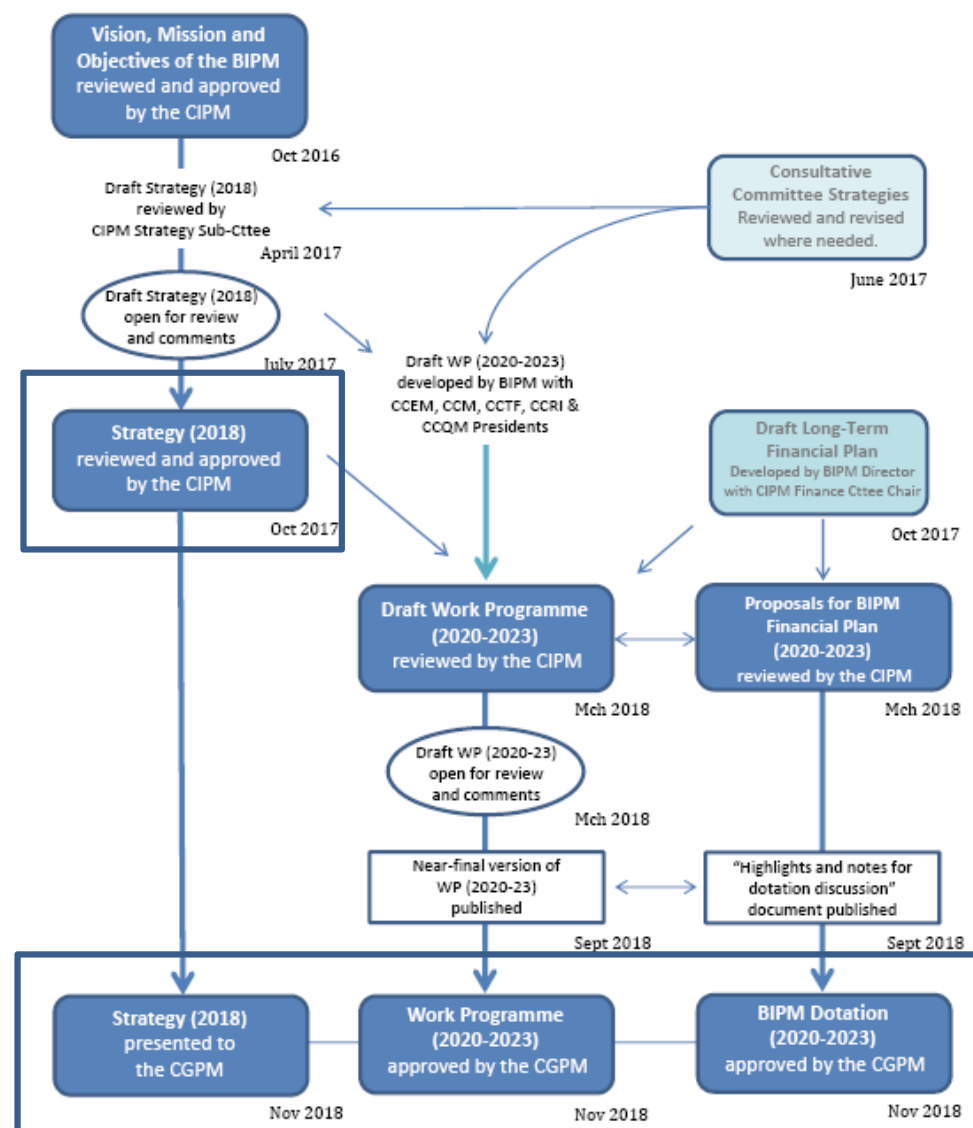 Vision, Mission and
Objectives of the BIPM
reviewed and approved
by the CIPM
Oct 2016
Draft Strategy (2018)
reviewed by
CIPM Strategy Sub-Cttee
April 2017
Consultative
Committee Strategies
Reviewed and revised
where needed.
June 2017
Draft Strategy (2018)
open for review
and comments
July 2017
Draft WP (2020-2023)
developed by BIPM with
CCEM, CCM, CCTF, CCRI &
CCQM Presidents
Strategy (2018)
reviewed and approved
by the CIPM
Oct 2017
Draft Long-Term
Financial Plan
Developed by BIPM Director
with CIPM Finance Cttee Chair
Oct 2017
Draft Work Programme
(2020-2023)
reviewed by the CIPM
Mch 2018
Proposals for BIPM
Financial Plan
(2020-2023)
reviewed by the CIPM
Mch 2018
Draft WP (2020-23)
open for review
and comments
Mch 2018
Near-final version of
WP (2020-23)
published
Sept 2018
“Highlights and notes for
dotation discussion”
document published
Sept 2018
Strategy (2018)
presented to
the CGPM
Nov 2018
Work Programme
(2020-2023)
approved by the CGPM
Nov 2018
BIPM Dotation
(2020-2023)
approved by the CGPM
Nov 2018